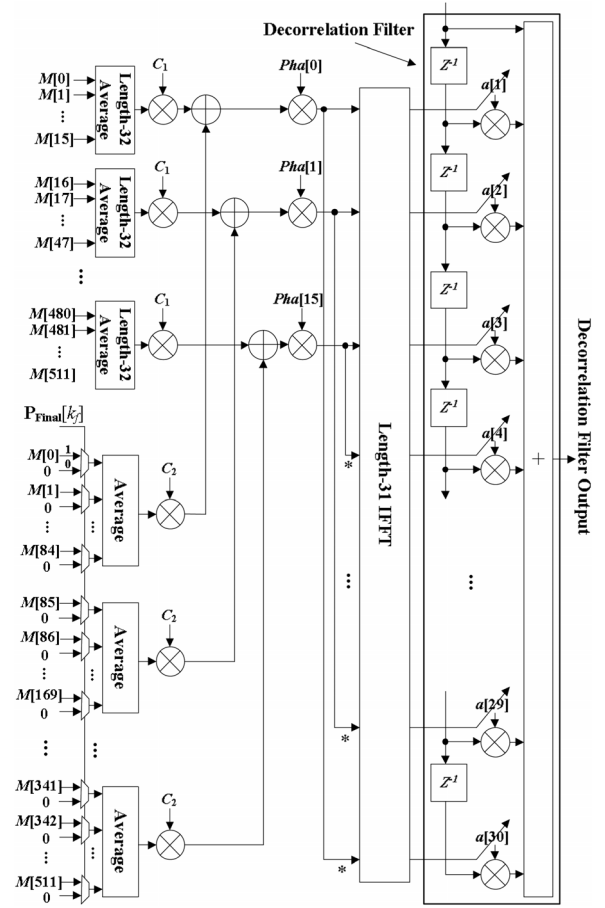 Decorrelation Filter
M[0]
M[1]
...
M[15]
Length-32
Average
C1
Pha[0]
M[16]
M[17]
...
M[47]
Length-32
Average
C1
Pha[1]
...
M[480]
M[481]
...
M[511]
Length-32
Average
C1
Pha[15]
PFinal[kf]
M[0]
1
0
0
M[1]
0
...
...
M[84]
0
Average
C2
M[85]
0
M[86]
0
...
...
M[169]
0
Average
C2
...
...
M[341]
0
M[342]
0
...
...
M[511]
0
Average
C2
*
...
*
*
Length-31 IFFT
Z-1
a[1]
Z-1
a[2]
Z-1
a[3]
Z-1
a[4]
...
a[29]
Z-1
a[30]
+
Decorrelation Filter Output